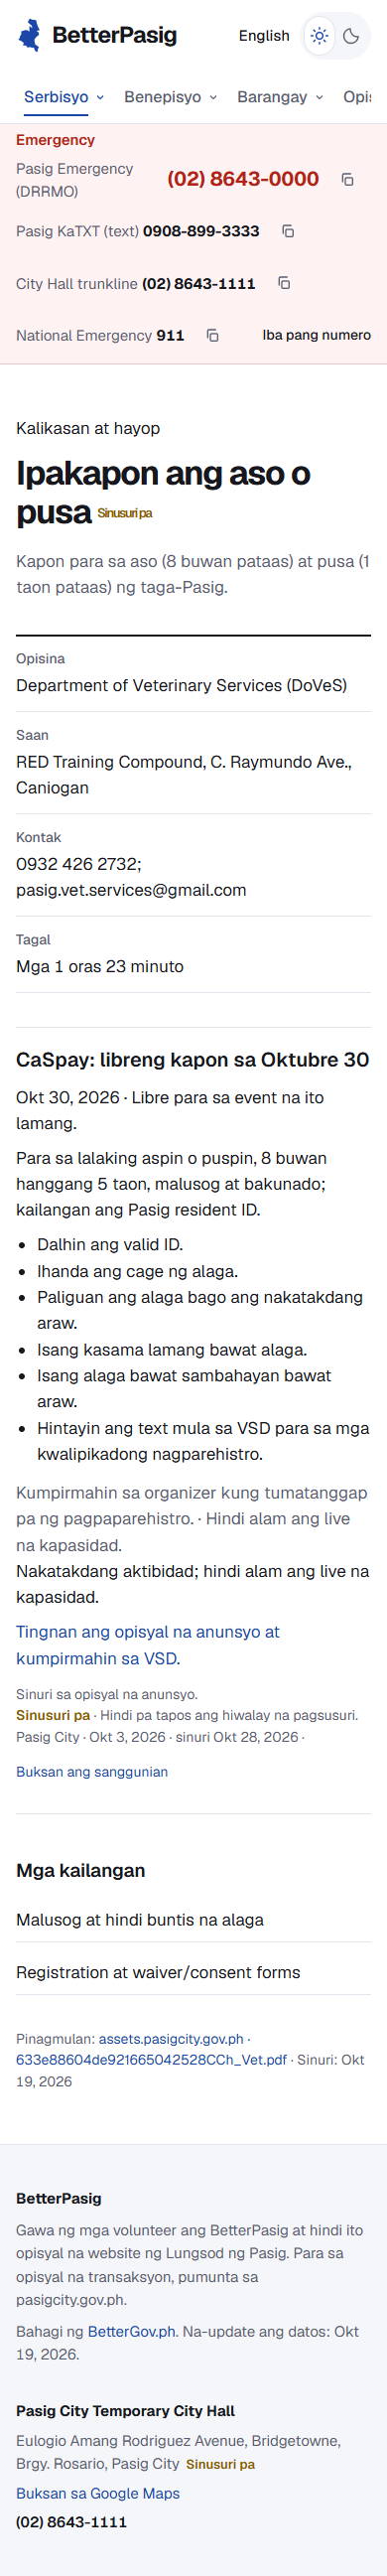 BetterPasig
English
Serbisyo
Benepisyo
Barangay
Opis
Emergency
Pasig Emergency
(DRRMO)
(02) 8643-0000
Pasig KaTXT (text) 0908-899-3333
City Hall trunkline (02) 8643-1111
National Emergency 911
Iba pang numero
Kalikasan at hayop
Ipakapon ang aso o
pusa Sinusuri pa
Kapon para sa aso (8 buwan pataas) at pusa (1
taon pataas) ng taga-Pasig.
Opisina
Department of Veterinary Services (DoVeS)
Saan
RED Training Compound, C. Raymundo Ave.,
Caniogan
Kontak
0932 426 2732;
pasig.vet.services@gmail.com
Tagal
Mga 1 oras 23 minuto
CaSpay: libreng kapon sa Oktubre 30
Okt 30, 2026 · Libre para sa event na ito
lamang.
Para sa lalaking aspin o puspin, 8 buwan
hanggang 5 taon, malusog at bakunado;
kailangan ang Pasig resident ID.
• Dalhin ang valid ID.
• Ihanda ang cage ng alaga.
• Paliguan ang alaga bago ang nakatakdang
araw.
• Isang kasama lamang bawat alaga.
• Isang alaga bawat sambahayan bawat
araw.
• Hintayin ang text mula sa VSD para sa mga
kwalipikadong nagparehistro.
Kumpirmahin sa organizer kung tumatanggap
pa ng pagpaparehistro. · Hindi alam ang live
na kapasidad.
Nakatakdang aktibidad; hindi alam ang live na
kapasidad.
Tingnan ang opisyal na anunsyo at
kumpirmahin sa VSD.
Sinuri sa opisyal na anunsyo.
Sinusuri pa · Hindi pa tapos ang hiwalay na pagsusuri.
Pasig City · Okt 3, 2026 · sinuri Okt 28, 2026 ·
Buksan ang sanggunian
Mga kailangan
Malusog at hindi buntis na alaga
Registration at waiver/consent forms
Pinagmulan: assets.pasigcity.gov.ph ·
633e88604de921665042528CCh_Vet.pdf · Sinuri: Okt
19, 2026
BetterPasig
Gawa ng mga volunteer ang BetterPasig at hindi ito
opisyal na website ng Lungsod ng Pasig. Para sa
opisyal na transaksyon, pumunta sa
pasigcity.gov.ph.
Bahagi ng BetterGov.ph. Na-update ang datos: Okt
19, 2026.
Pasig City Temporary City Hall
Eulogio Amang Rodriguez Avenue, Bridgetowne,
Brgy. Rosario, Pasig City Sinusuri pa
Buksan sa Google Maps
(02) 8643-1111